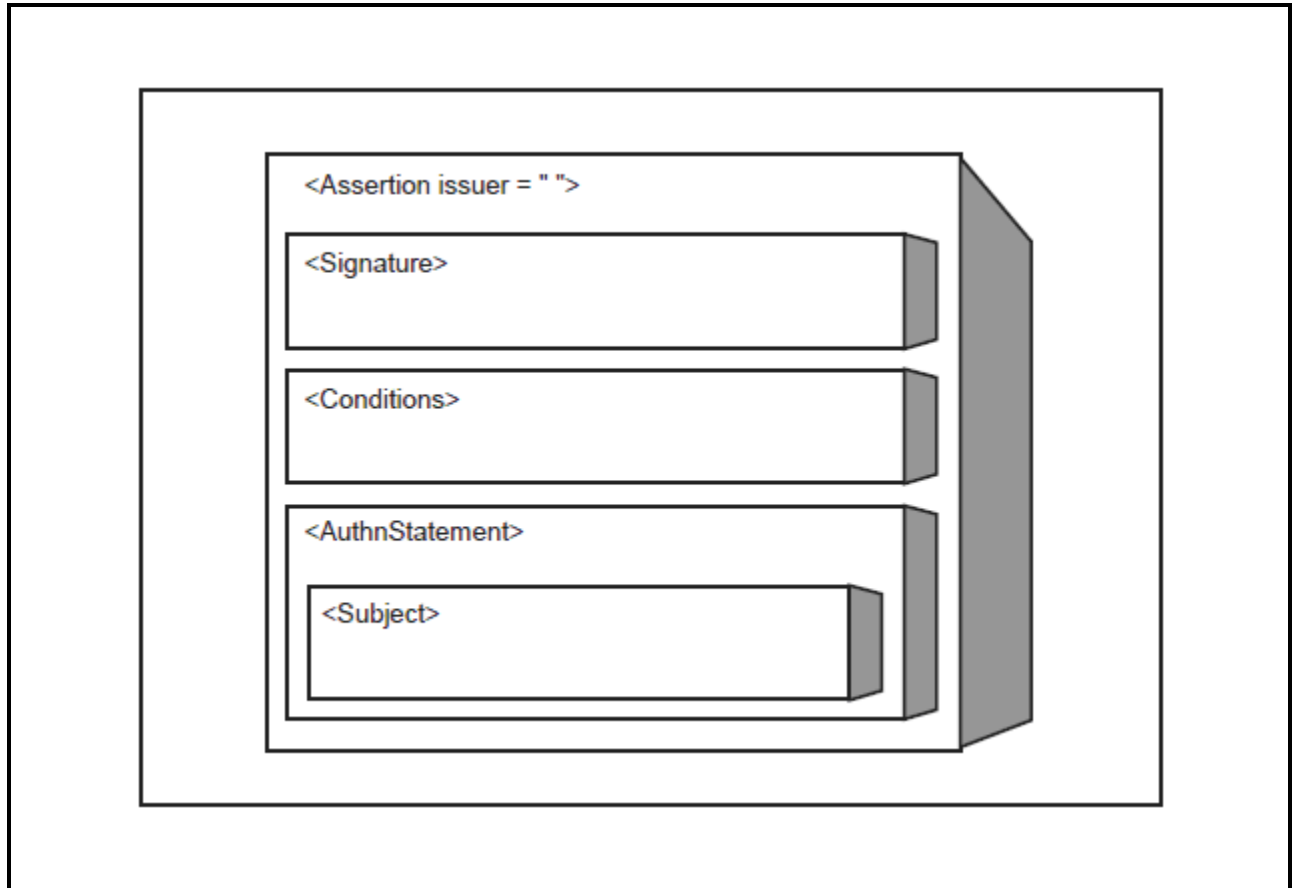 <Assertion issuer = " ">
<Signature>
<Conditions>
<AuthnStatement>
<Subject>